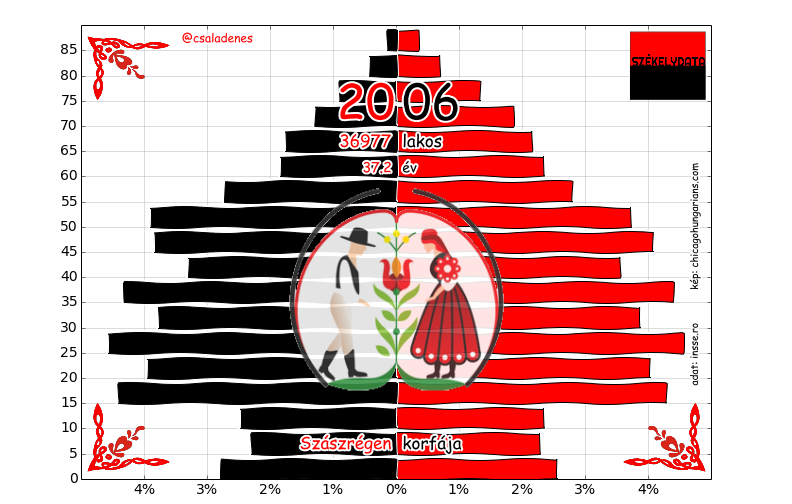 @csaladenes
SZÉKELYDATA
2006
36977 lakos
37.2 év
Szászrégen korfája
kép: chicagohungarians.com
adat: insse.ro
85
80
75
70
65
60
55
50
45
40
35
30
25
20
15
10
5
0
4% 3% 2% 1% 0% 1% 2% 3% 4%